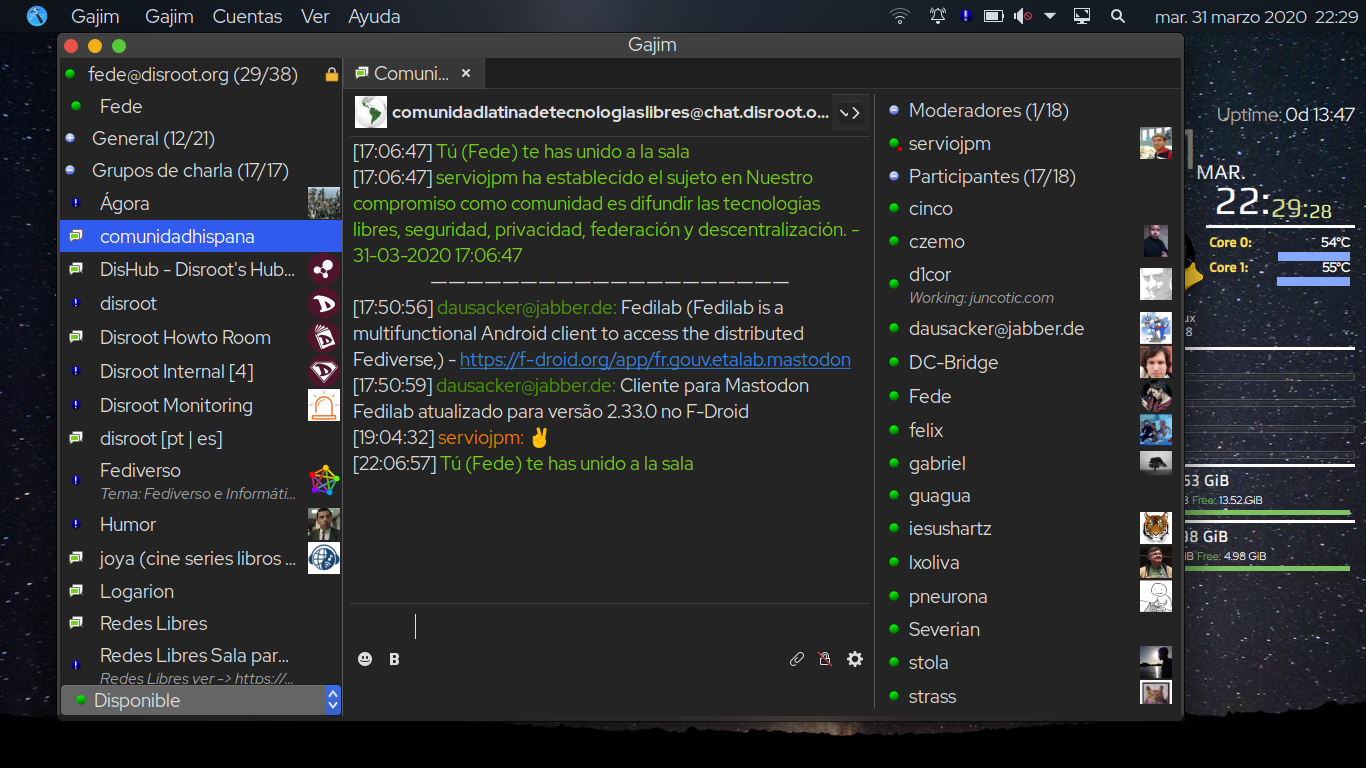 Gajim Gajim Cuentas Ver Ayuda
mar. 31 marzo 2020 22:29
Gajim
fede@disroot.org (29/38)
Fede
General (12/21)
Grupos de charla (17/17)
Ágora
comunidadhispana
DisHub - Disroot's Hub...
disroot
Disroot Howto Room
Disroot Internal [4]
Disroot Monitoring
disroot [pt | es]
Fediverso
Tema: Fediverso e Informáti...
Humor
joya (cine series libros ...
Logarion
Redes Libres
Redes Libres Sala par...
Redes Libres ver -> https://...
Disponible
Comuni... ×
comunidadlatinadetecnologiaslibres@chat.disroot.o...
[17:06:47] Tú (Fede) te has unido a la sala
[17:06:47] serviojpm ha establecido el sujeto en Nuestro
compromiso como comunidad es difundir las tecnologías
libres, seguridad, privacidad, federación y descentralización. -
31-03-2020 17:06:47
[17:50:56] dausacker@jabber.de: Fedilab (Fedilab is a
multifunctional Android client to access the distributed
Fediverse,) - https://f-droid.org/app/fr.gouv.etalab.mastodon
[17:50:59] dausacker@jabber.de: Cliente para Mastodon
Fedilab atualizado para versão 2.33.0 no F-Droid
[19:04:32] serviojpm: ✌
[22:06:57] Tú (Fede) te has unido a la sala
B
Moderadores (1/18)
serviojpm
Participantes (17/18)
cinco
czemo
d1cor
Working: juncotic.com
dausacker@jabber.de
DC-Bridge
Fede
felix
gabriel
guagua
iesushartz
lxoliva
pneurona
Severian
stola
strass
Uptime: 0d 13:47
MAR.
22:29:28
Core 0: 54°C
Core 1: 55°C
53 GiB
Free: 13.52 GiB
38 GiB
Free: 4.98 GiB